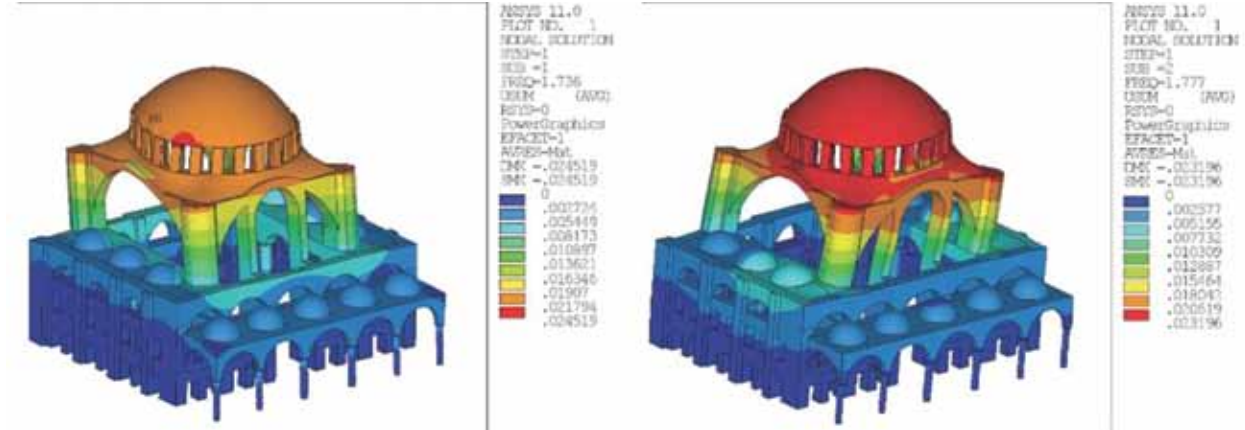 ANSYS 11.0
PLOT NO. 1
NODAL SOLUTION
STEP=1
SUB =1
FREQ=1.736
USUM (AVG)
RSYS=0
PowerGraphics
EFACET=1
AVRES=Mat
DMX =.024519
SMX =.024519
0
.002724
.005449
.008173
.010897
.013621
.016346
.01907
.021794
.024519
ANSYS 11.0
PLOT NO. 1
NODAL SOLUTION
STEP=1
SUB =2
FREQ=1.777
USUM (AVG)
RSYS=0
PowerGraphics
EFACET=1
AVRES=Mat
DMX =.023196
SMX =.023196
0
.002577
.005155
.007732
.010309
.012887
.015464
.018042
.020619
.023196